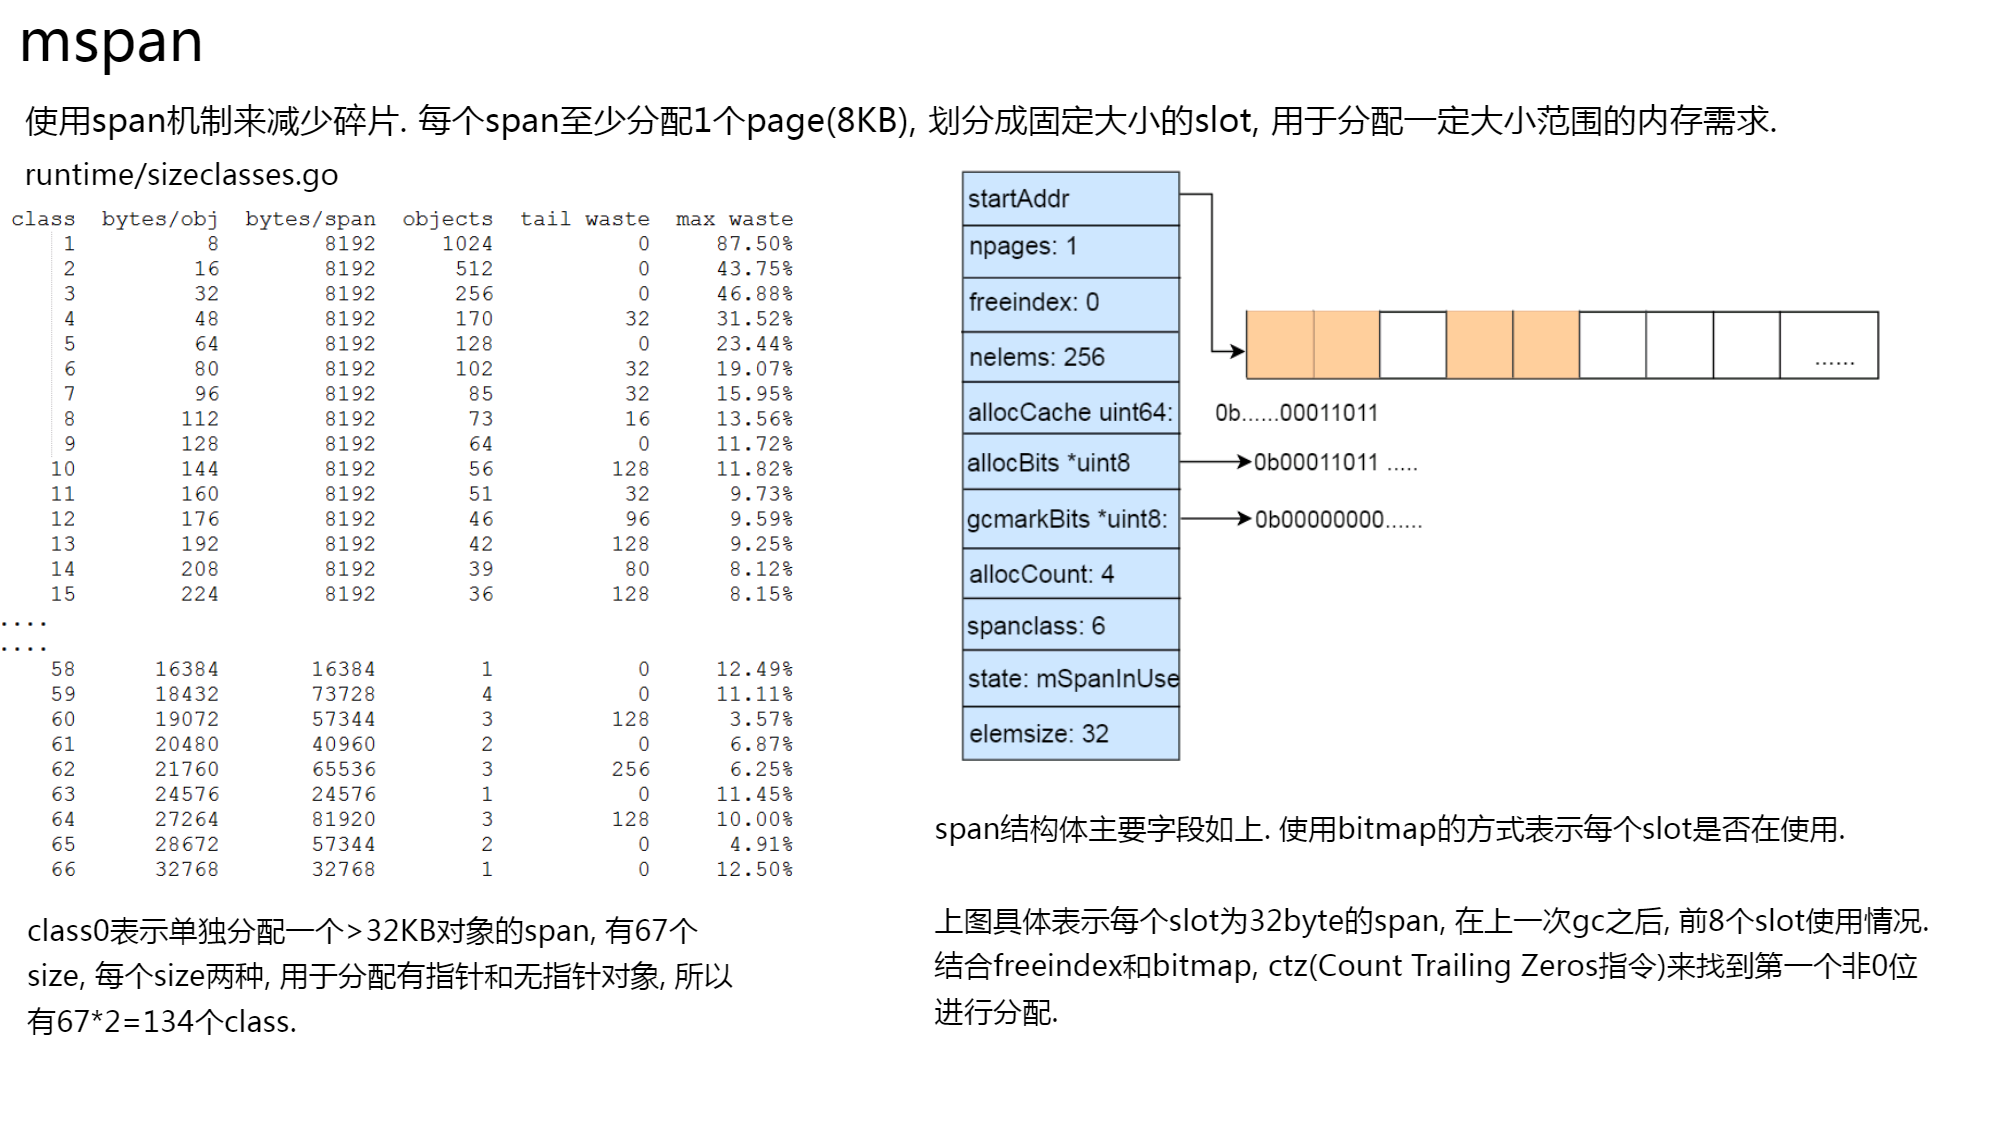 mspan
使用span机制来减少碎片. 每个span至少分配1个page(8KB), 划分成固定大小的slot, 用于分配一定大小范围的内存需求.
runtime/sizeclasses.go
class bytes/obj bytes/span objects tail waste max waste
1 8 8192 1024 0 87.50%
2 16 8192 512 0 43.75%
3 32 8192 256 0 46.88%
4 48 8192 170 32 31.52%
5 64 8192 128 0 23.44%
6 80 8192 102 32 19.07%
7 96 8192 85 32 15.95%
8 112 8192 73 16 13.56%
9 128 8192 64 0 11.72%
10 144 8192 56 128 11.82%
11 160 8192 51 32 9.73%
12 176 8192 46 96 9.59%
13 192 8192 42 128 9.25%
14 208 8192 39 80 8.12%
15 224 8192 36 128 8.15%
....
....
58 16384 16384 1 0 12.49%
59 18432 73728 4 0 11.11%
60 19072 57344 3 128 3.57%
61 20480 40960 2 0 6.87%
62 21760 65536 3 256 6.25%
63 24576 24576 1 0 11.45%
64 27264 81920 3 128 10.00%
65 28672 57344 2 0 4.91%
66 32768 32768 1 0 12.50%
class0表示单独分配一个>32KB对象的span, 有67个
size, 每个size两种, 用于分配有指针和无指针对象, 所以
有67*2=134个class.
startAddr
npages: 1
freeindex: 0
nelems: 256
......
allocCache uint64: 0b......00011011
allocBits *uint8 0b00011011 .....
gcmarkBits *uint8: 0b00000000......
allocCount: 4
spanclass: 6
state: mSpanInUse
elemsize: 32
span结构体主要字段如上. 使用bitmap的方式表示每个slot是否在使用.
上图具体表示每个slot为32byte的span, 在上一次gc之后, 前8个slot使用情况.
结合freeindex和bitmap, ctz(Count Trailing Zeros指令)来找到第一个非0位
进行分配.